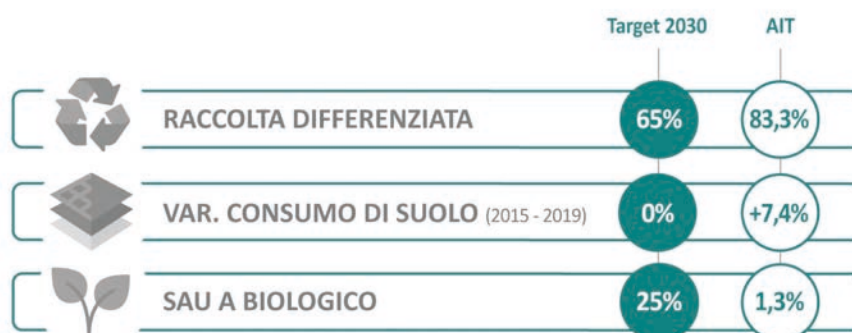 Target 2030 AIT
RACCOLTA DIFFERENZIATA 65% 83,3%
VAR. CONSUMO DI SUOLO (2015 - 2019) 0% +7,4%
SAU A BIOLOGICO 25% 1,3%